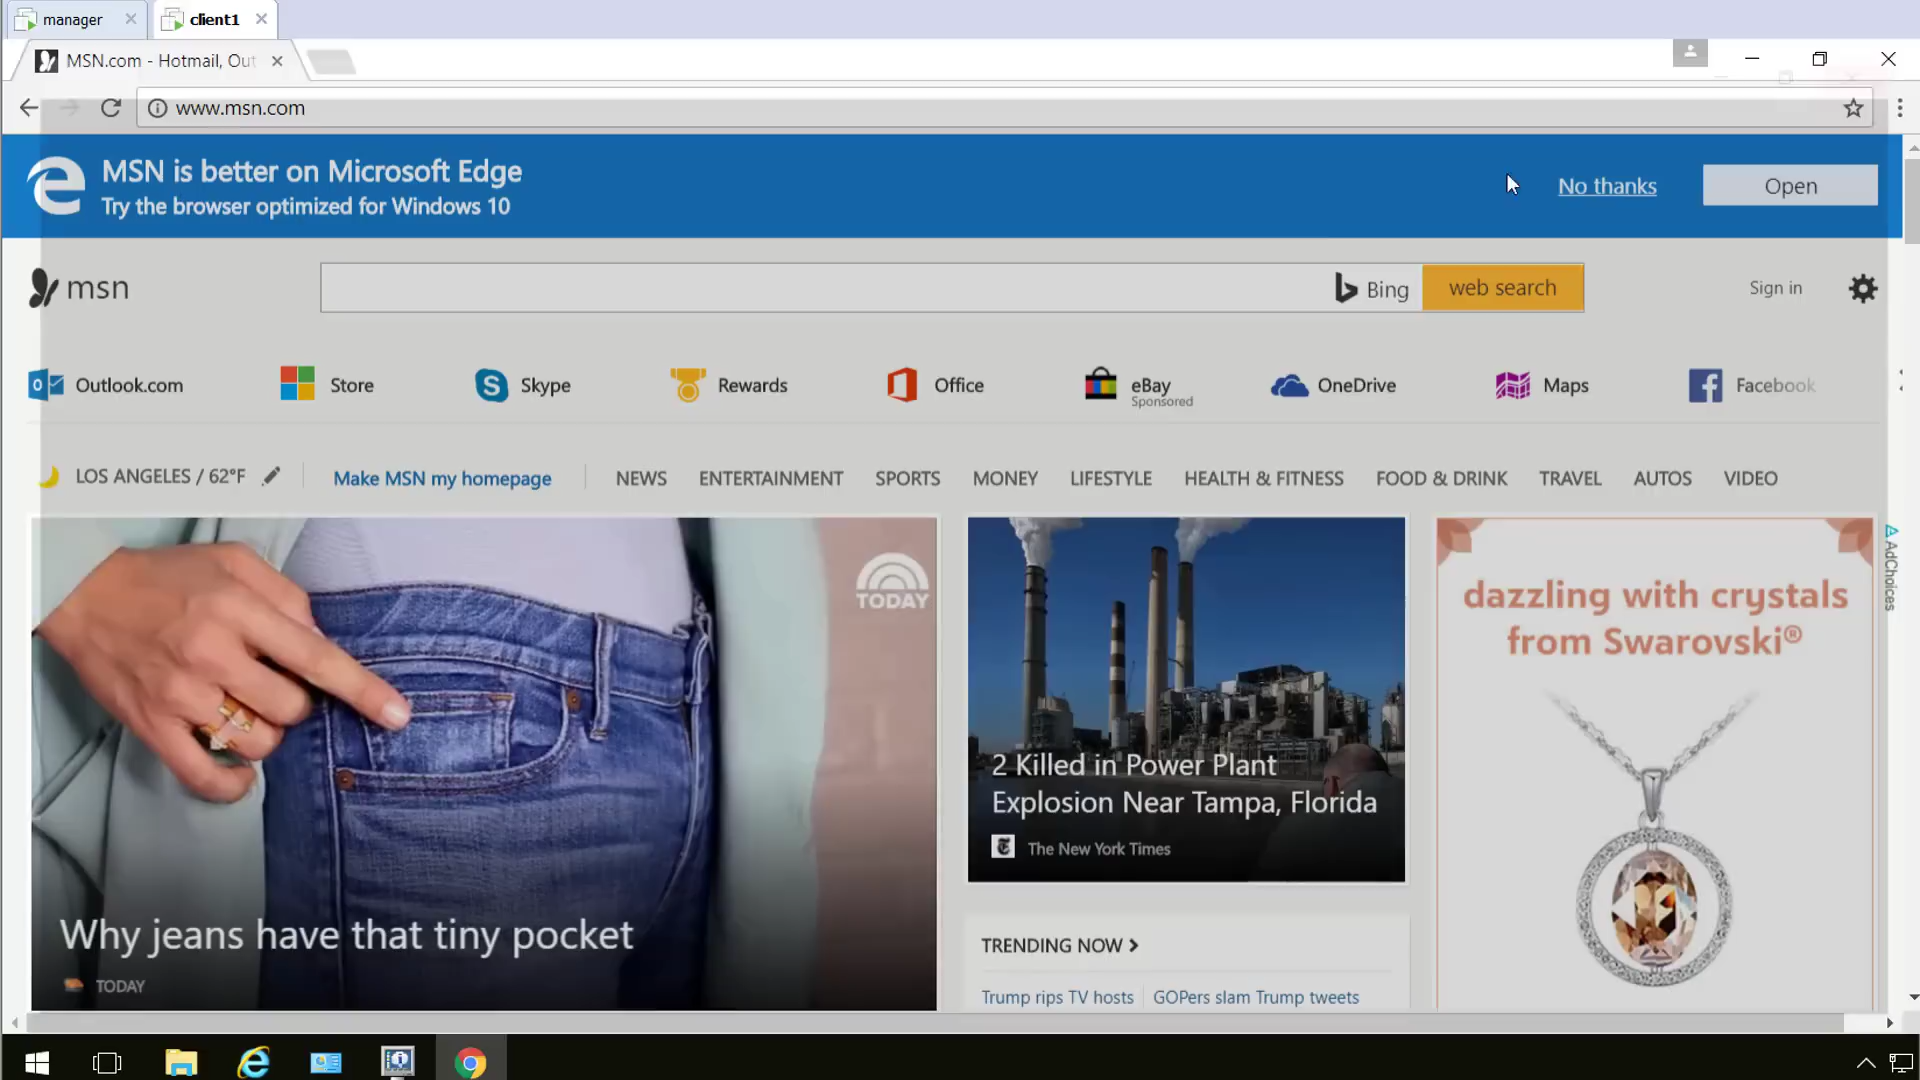 manager
client1
MSN.com - Hotmail, Out
www.msn.com
MSN is better on Microsoft Edge
Try the browser optimized for Windows 10
No thanks
Open
msn
Bing
web search
Sign in
Outlook.com
Store
Skype
Rewards
Office
eBay
Sponsored
OneDrive
Maps
Facebook
LOS ANGELES / 62°F
Make MSN my homepage
NEWS
ENTERTAINMENT
SPORTS
MONEY
LIFESTYLE
HEALTH & FITNESS
FOOD & DRINK
TRAVEL
AUTOS
VIDEO
TODAY
Why jeans have that tiny pocket
TODAY
2 Killed in Power Plant
Explosion Near Tampa, Florida
The New York Times
TRENDING NOW
Trump rips TV hosts
GOPers slam Trump tweets
dazzling with crystals
from Swarovski®
AdChoices